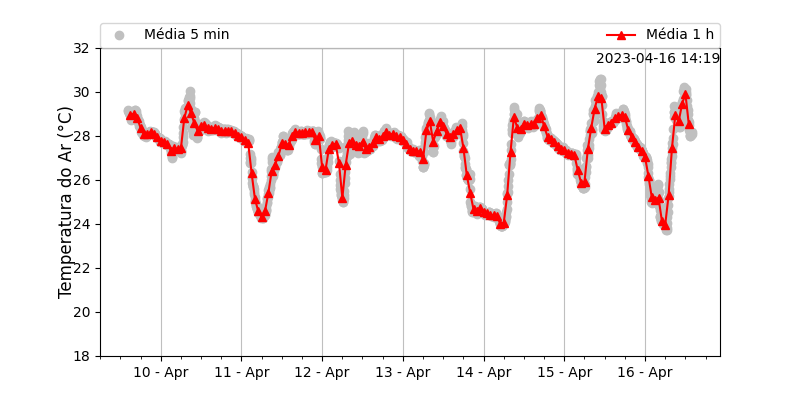 Média 5 min
Média 1 h
2023-04-16 14:19
Temperatura do Ar (°C)
32
30
28
26
24
22
20
18
10 - Apr
11 - Apr
12 - Apr
13 - Apr
14 - Apr
15 - Apr
16 - Apr